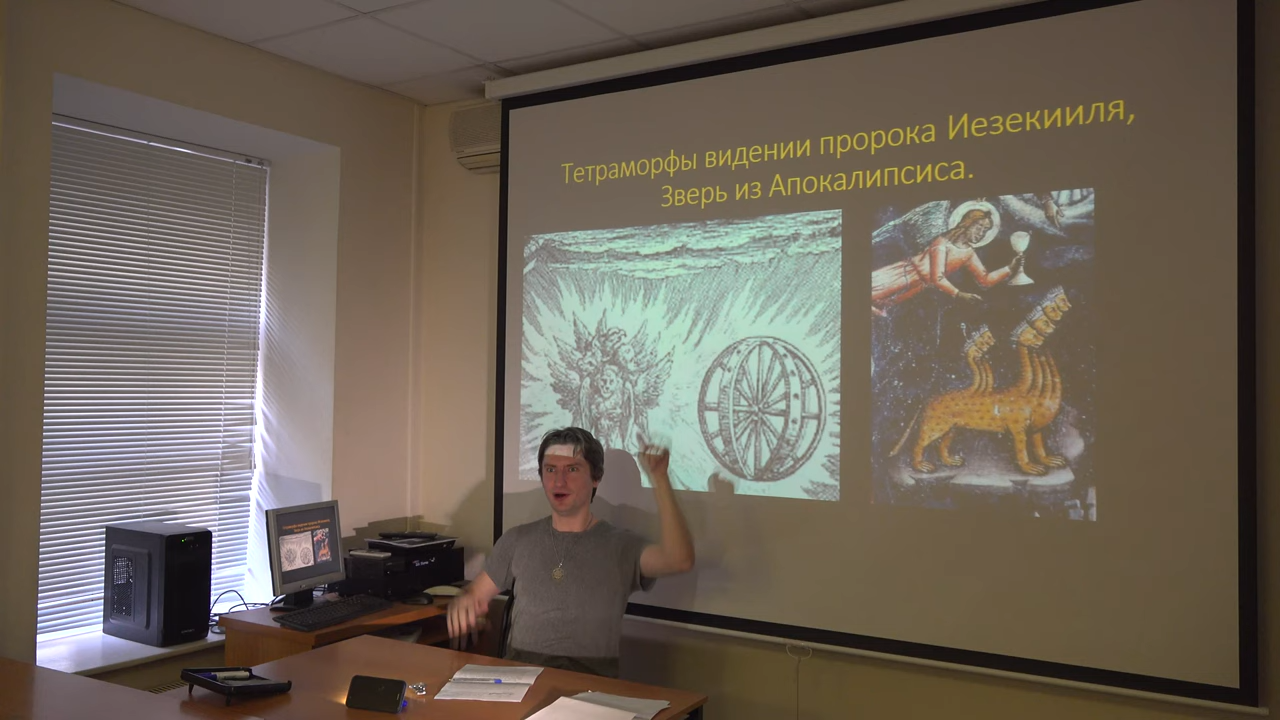 Тетраморфы видении пророка Иезекииля,
Зверь из Апокалипсиса.